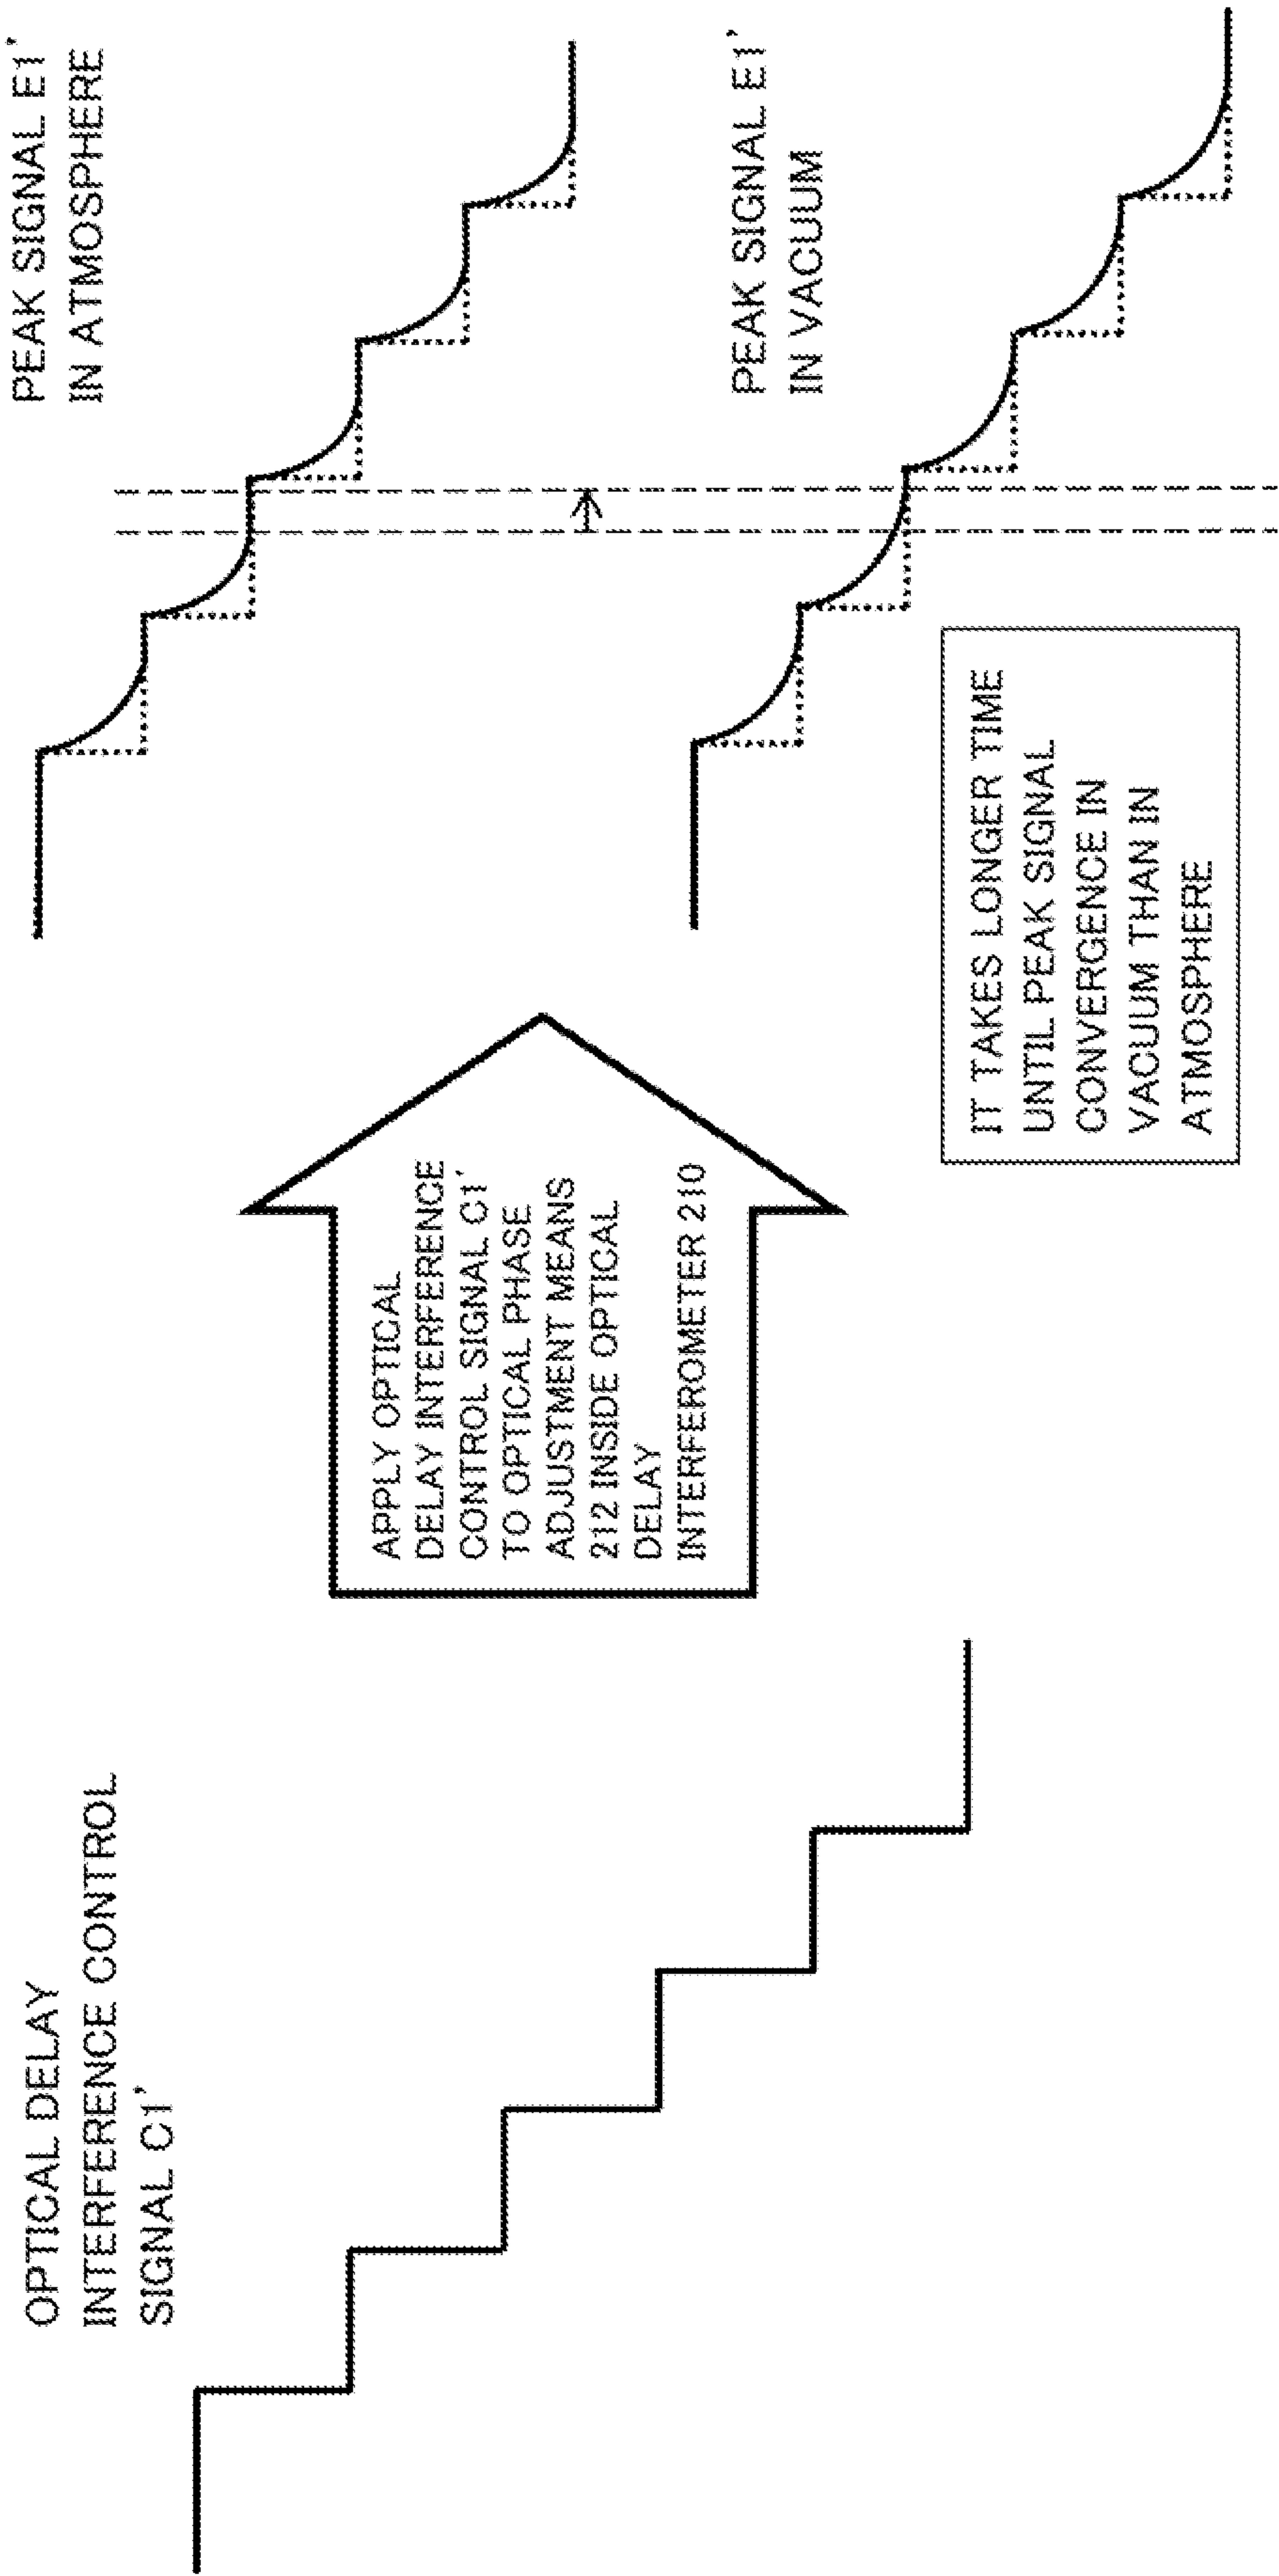 OPTICAL DELAY
INTERFERENCE CONTROL
SIGNAL C1'
APPLY OPTICAL
DELAY INTERFERENCE
CONTROL SIGNAL C1'
TO OPTICAL PHASE
ADJUSTMENT MEANS
212 INSIDE OPTICAL
DELAY
INTERFEROMETER 210
PEAK SIGNAL E1'
IN ATMOSPHERE
PEAK SIGNAL E1'
IN VACUUM
IT TAKES LONGER TIME
UNTIL PEAK SIGNAL
CONVERGENCE IN
VACUUM THAN IN
ATMOSPHERE